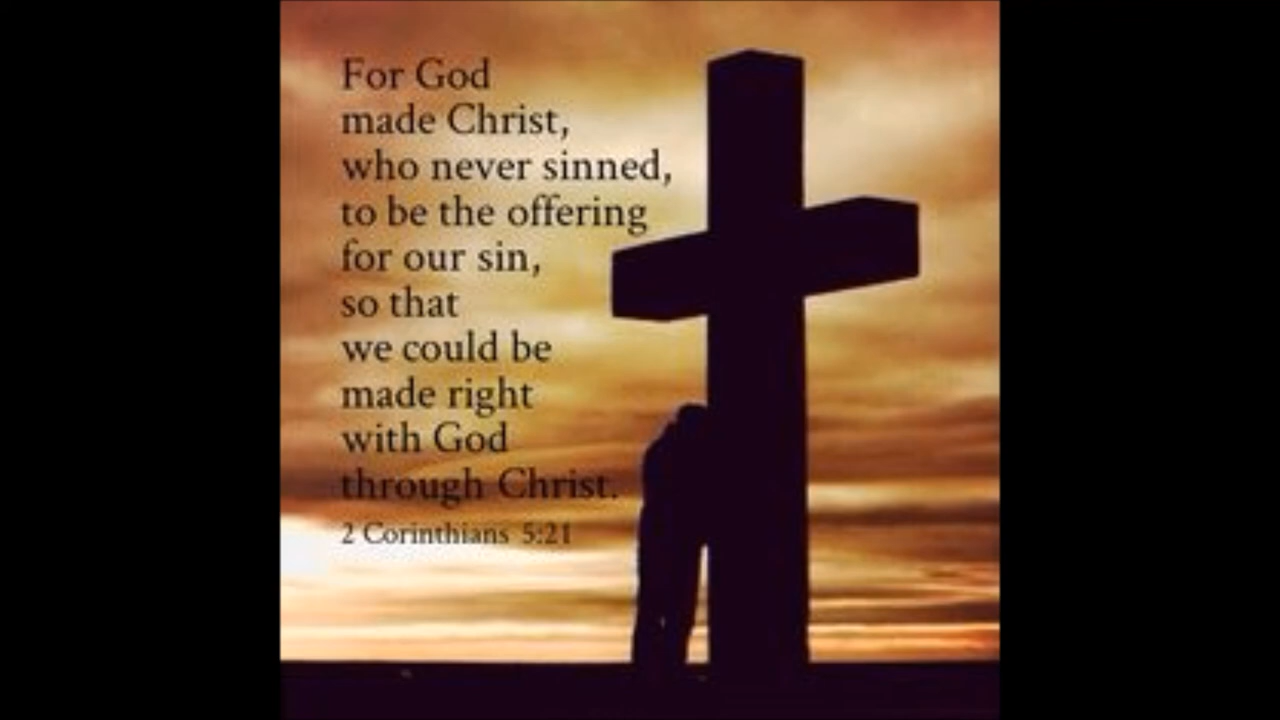 For God
made Christ,
who never sinned,
to be the offering
for our sin,
so that
we could be
made right
with God
through Christ.
2 Corinthians 5:21